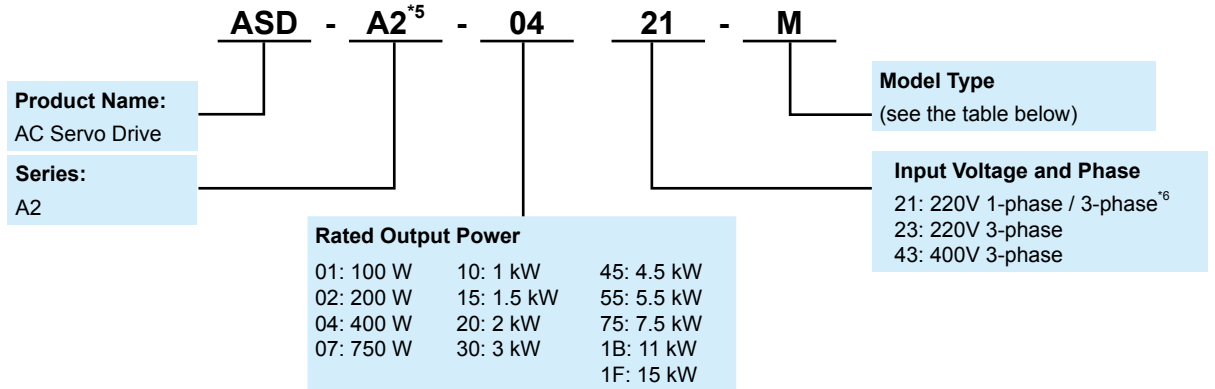 ASD - A2*5 - 04 21 - M
Product Name:
AC Servo Drive
Series:
A2
Rated Output Power
01: 100 W 10: 1 kW 45: 4.5 kW
02: 200 W 15: 1.5 kW 55: 5.5 kW
04: 400 W 20: 2 kW 75: 7.5 kW
07: 750 W 30: 3 kW 1B: 11 kW
1F: 15 kW
Model Type
(see the table below)
Input Voltage and Phase
21: 220V 1-phase / 3-phase*6
23: 220V 3-phase
43: 400V 3-phase